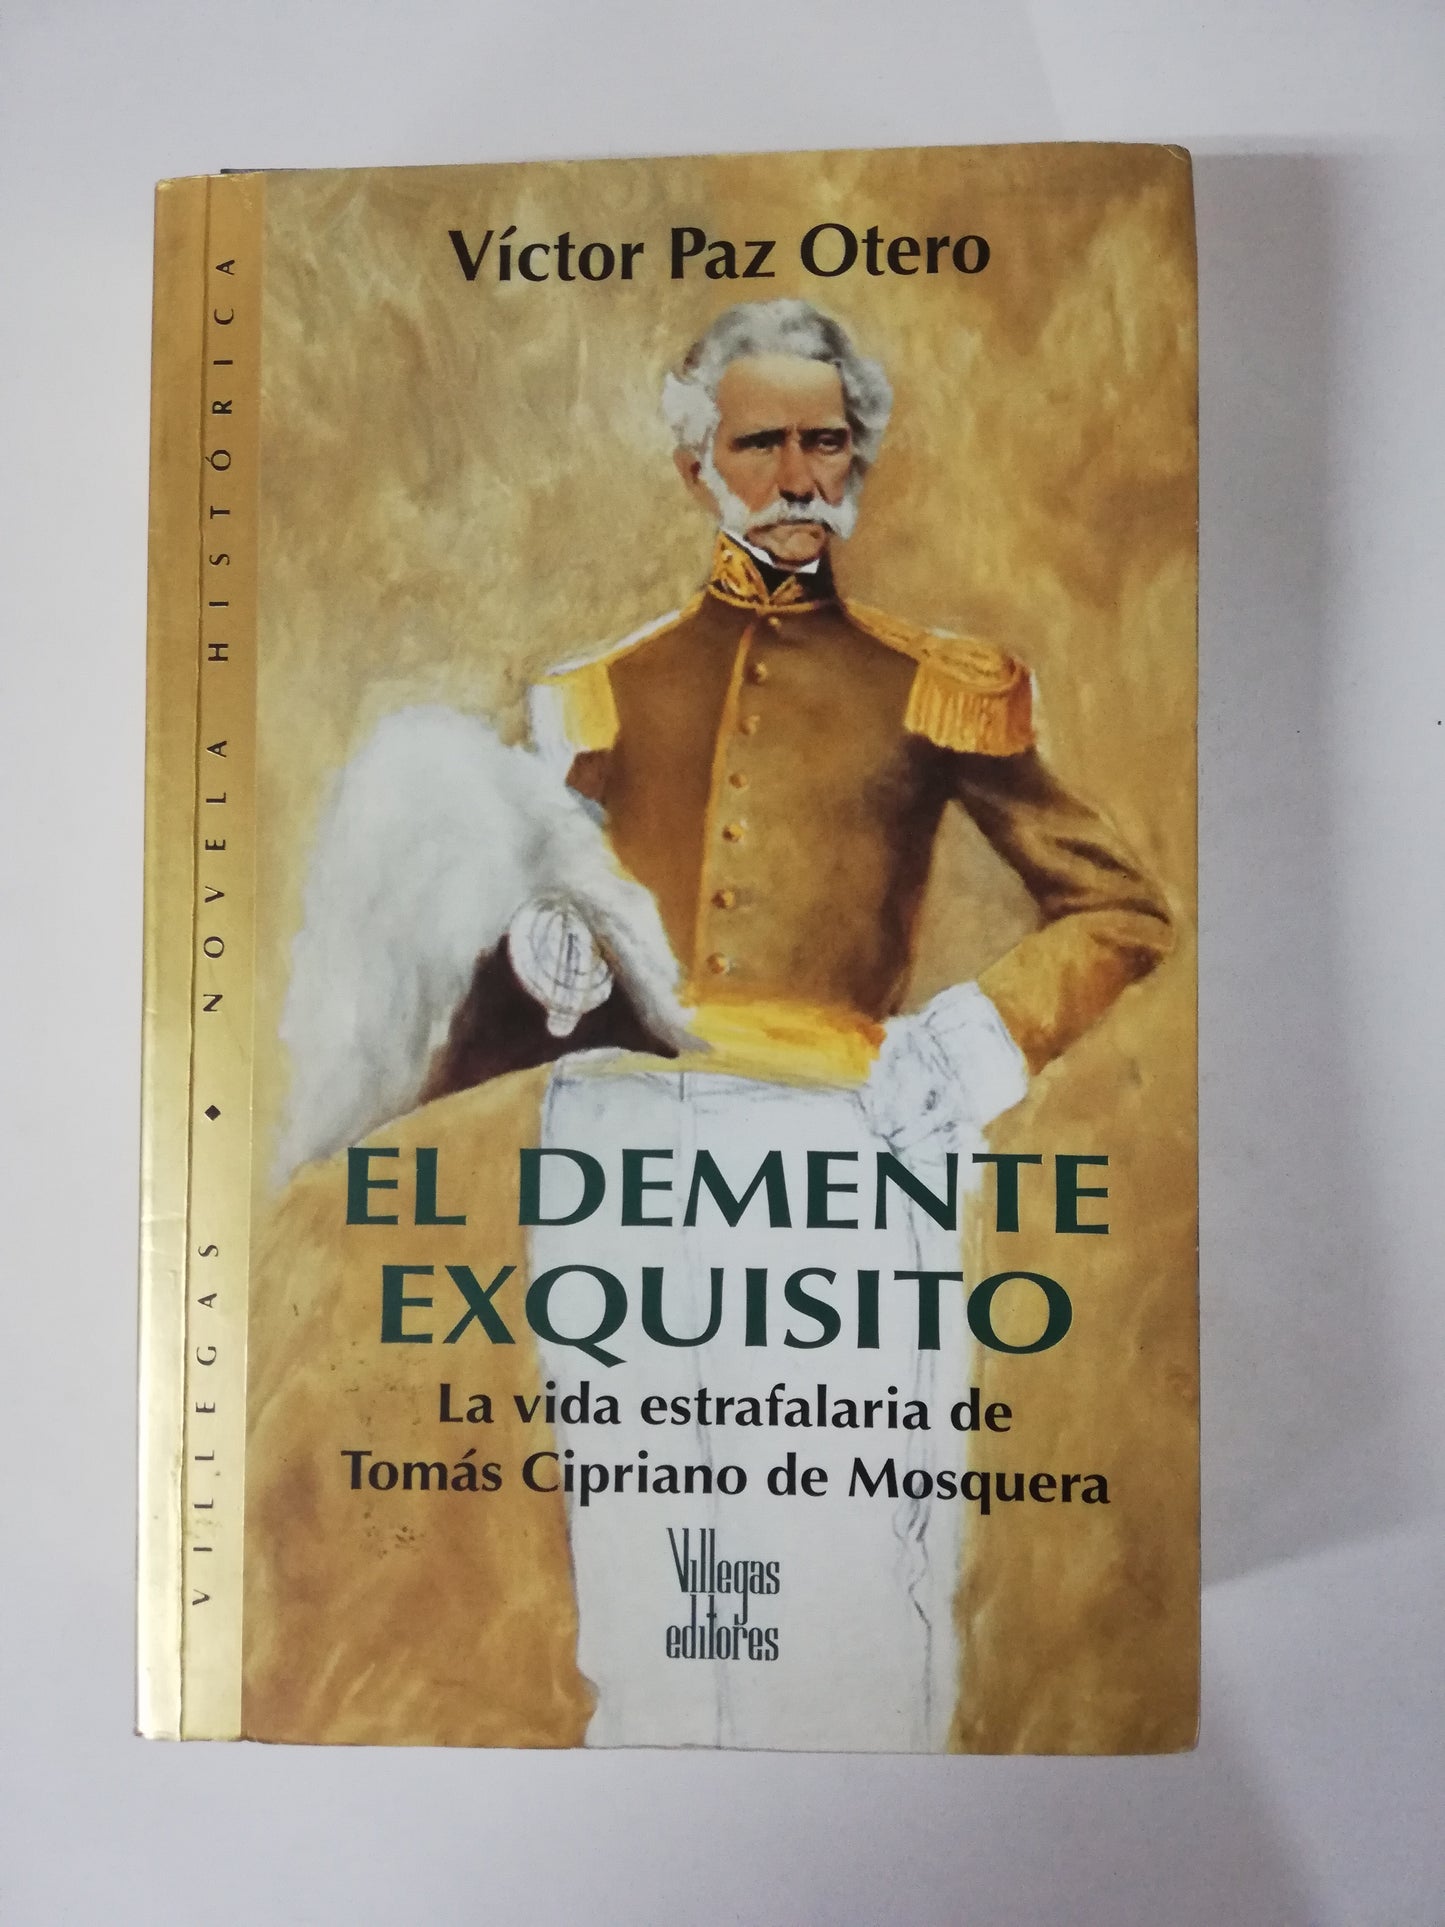 Víctor Paz Otero
EL DEMENTE
EXQUISITO
La vida estrafalaria de
Tomás Cipriano de Mosquera
Villegas
editores
VILLEGAS ♦ NOVELA HISTÓRICA